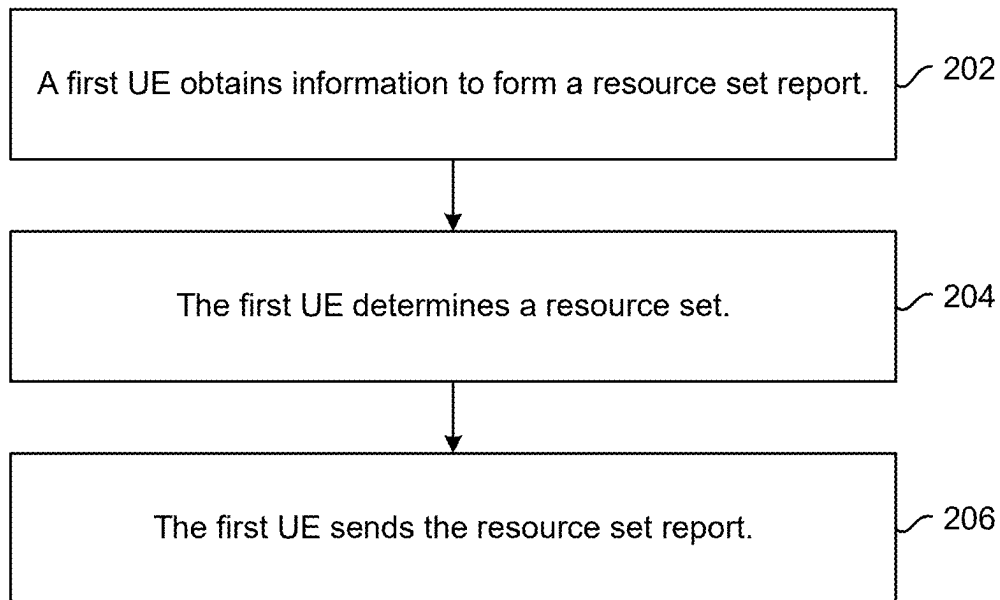 A first UE obtains information to form a resource set report.
202
The first UE determines a resource set.
204
The first UE sends the resource set report.
206